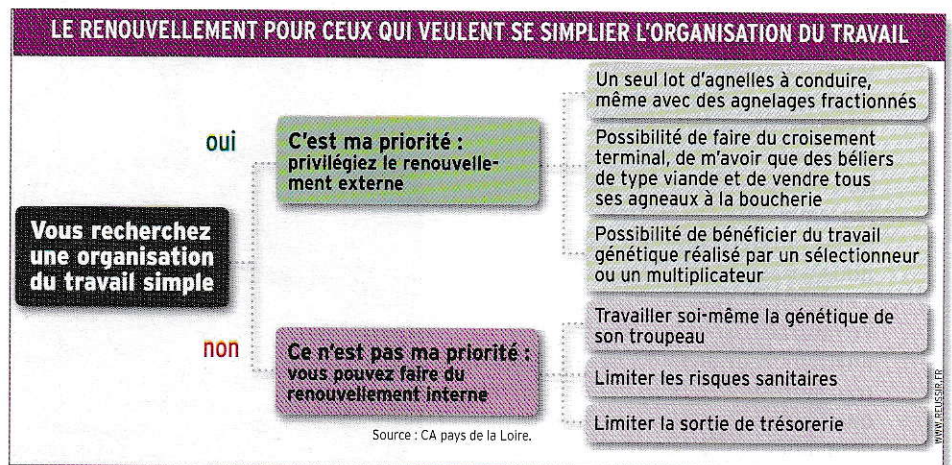 LE RENOUVELLEMENT POUR CEUX QUI VEULENT SE SIMPLIER L'ORGANISATION DU TRAVAIL
oui
C'est ma priorité :
privilégiez le renouvelle-
ment externe
Un seul lot d'agnelles à conduire,
même avec des agnelages fractionnés
Possibilité de faire du croisement
terminal, de m'avoir que des béliers
de type viande et de vendre tous
ses agneaux à la boucherie
Possibilité de bénéficier du travail
génétique réalisé par un sélectionneur
ou un multiplicateur
Vous recherchez
une organisation
du travail simple
non
Ce n'est pas ma priorité :
vous pouvez faire du
renouvellement interne
Travailler soi-même la génétique de
son troupeau
Limiter les risques sanitaires
Limiter la sortie de trésorerie
Source : CA pays de la Loire.
WWW.REUSSIR.FR